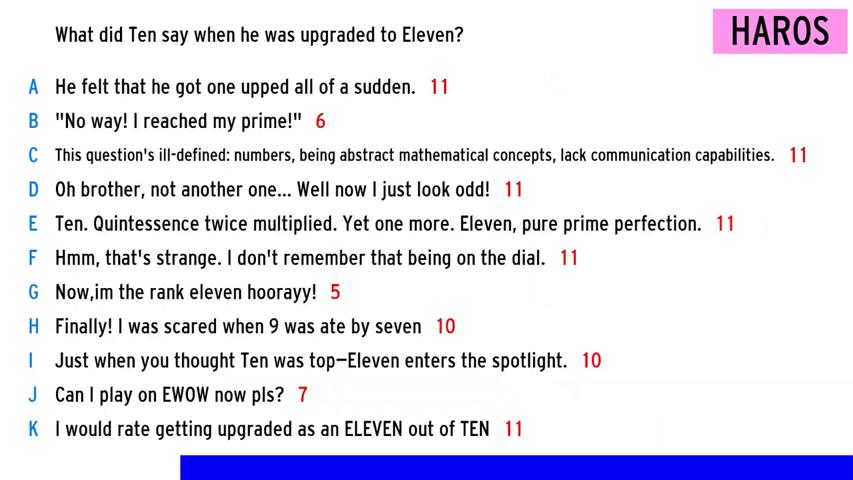 What did Ten say when he was upgraded to Eleven?
HAROS
A He felt that he got one upped all of a sudden. 11
B "No way! I reached my prime!" 6
C This question's ill-defined: numbers, being abstract mathematical concepts, lack communication capabilities. 11
D Oh brother, not another one... Well now I just look odd! 11
E Ten. Quintessence twice multiplied. Yet one more. Eleven, pure prime perfection. 11
F Hmm, that's strange. I don't remember that being on the dial. 11
G Now,im the rank eleven hoorayy! 5
H Finally! I was scared when 9 was ate by seven 10
I Just when you thought Ten was top—Eleven enters the spotlight. 10
J Can I play on EWOW now pls? 7
K I would rate getting upgraded as an ELEVEN out of TEN 11